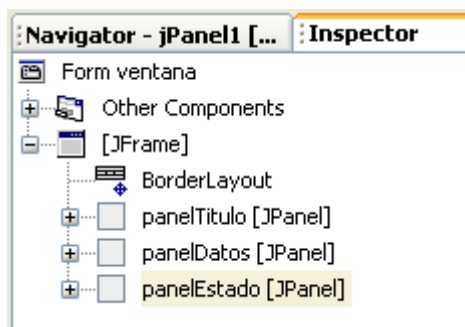 Navigator - jPanel1 [... Inspector
Form ventana
Other Components
[JFrame]
BorderLayout
panelTitulo [JPanel]
panelDatos [JPanel]
panelEstado [JPanel]